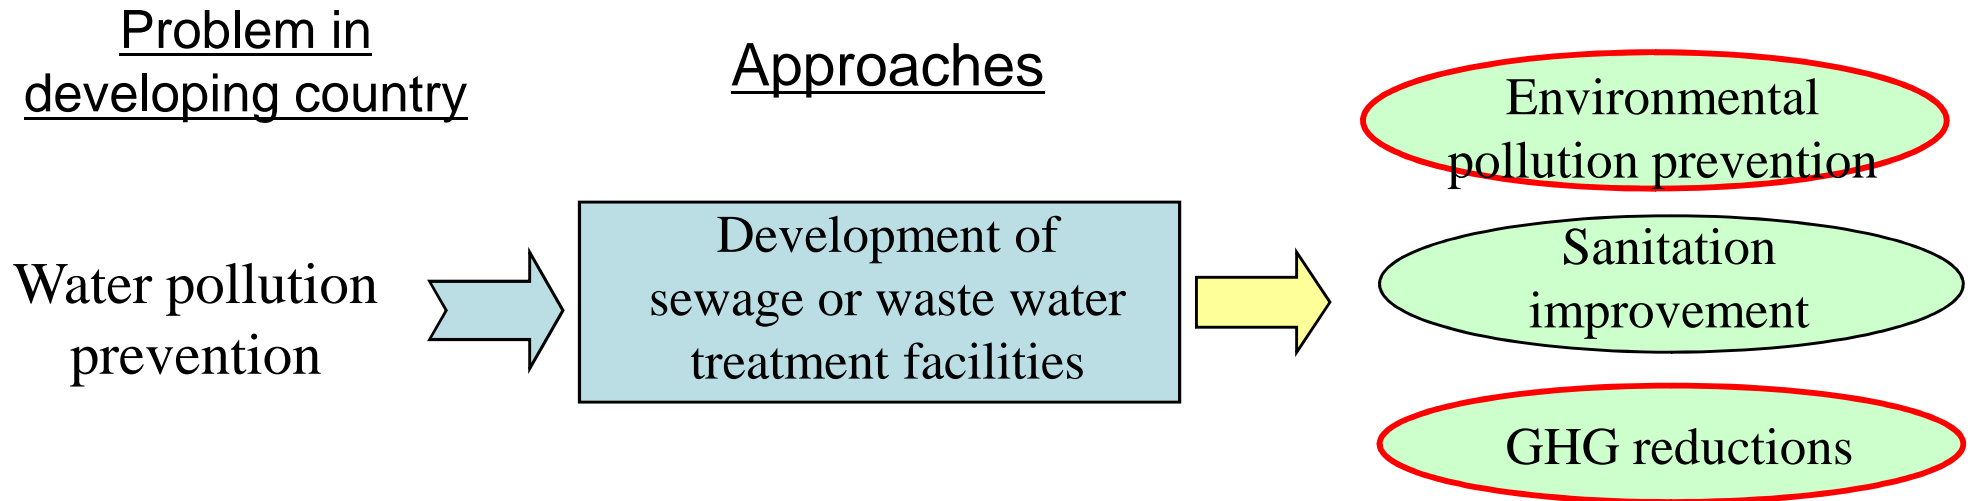 Problem in
developing country
Approaches
Water pollution
prevention
Development of
sewage or waste water
treatment facilities
Environmental
pollution prevention
Sanitation
improvement
GHG reductions